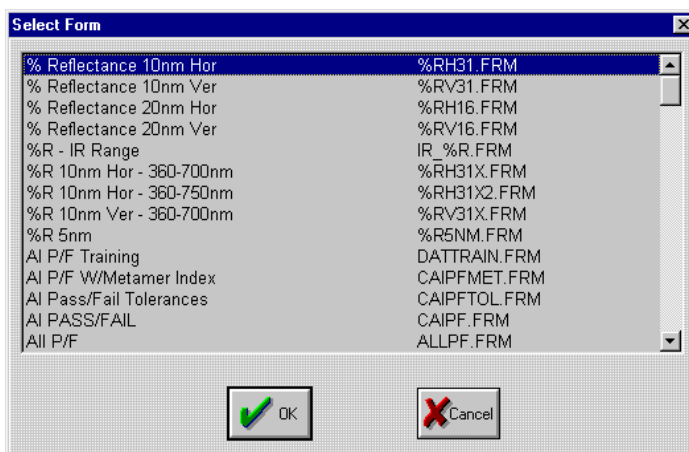 Select Form
% Reflectance 10nm Hor %RH31.FRM
% Reflectance 10nm Ver %RV31.FRM
% Reflectance 20nm Hor %RH16.FRM
% Reflectance 20nm Ver %RV16.FRM
%R - IR Range IR_%R.FRM
%R 10nm Hor - 360-700nm %RH31X.FRM
%R 10nm Hor - 360-750nm %RH31X2.FRM
%R 10nm Ver - 360-700nm %RV31X.FRM
%R 5nm %R5NM.FRM
AI P/F Training DATTRAIN.FRM
AI P/F W/Metamer Index CAIPFMET.FRM
AI Pass/Fail Tolerances CAIPFTOL.FRM
AI PASS/FAIL CAIPF.FRM
All P/F ALLPF.FRM
OK Cancel